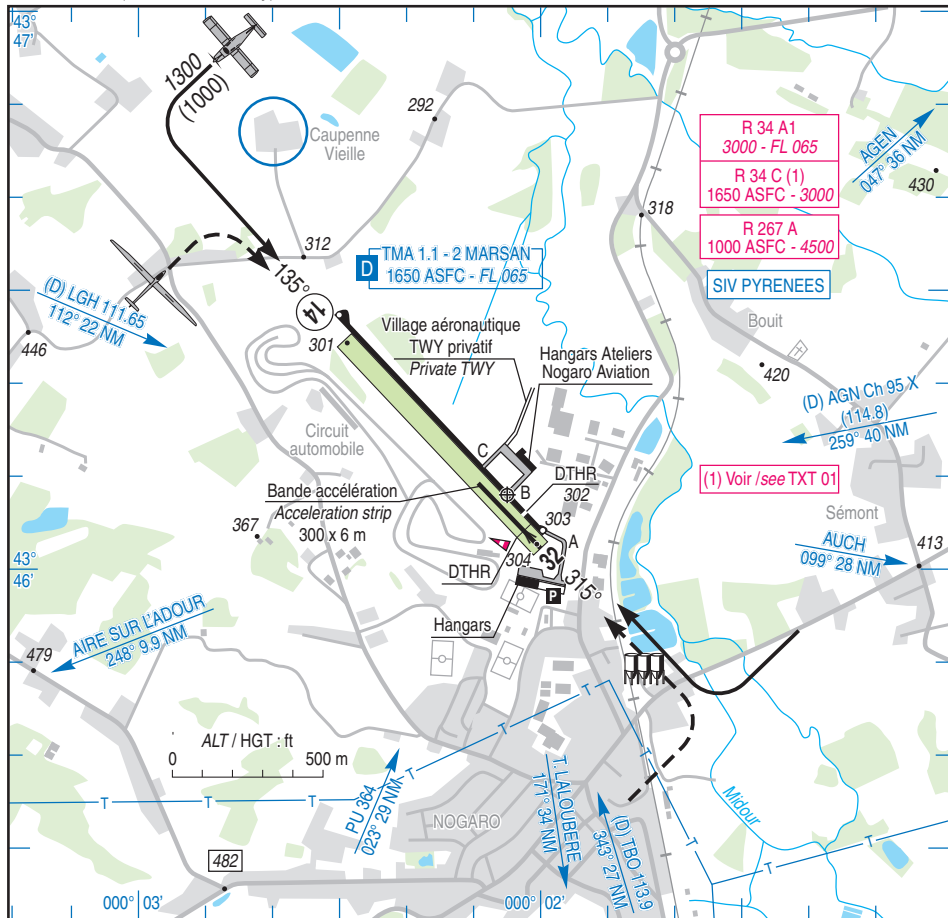 43°
47'
1300
(1000)
292
Caupenne
Vieille
R 34 A1
3000 - FL 065
R 34 C (1)
1650 ASFC - 3000
R 267 A
1000 ASFC - 4500
SIV PYRENEES
AGEN
047° 36 NM
430
318
312
D
TMA 1.1 - 2 MARSAN
1650 ASFC - FL 065
135°
14
301
(D) LGH 111.65
112° 22 NM
446
Village aéronautique
TWY privatif
Private TWY
Hangars Ateliers
Nogaro Aviation
Bouit
420
(D) AGN Ch 95 X
(114.8)
259° 40 NM
Circuit
automobile
C
B
DTHR
302
303
A
Bande accélération
Acceleration strip
300 x 6 m
367
(1) Voir /see TXT 01
Sémont
413
AUCH
099° 28 NM
43°
46'
304
32
315°
DTHR
P
Hangars
AIRE SUR L'ADOUR
248° 9.9 NM
479
ALT / HGT : ft
0
500 m
T
T
T
T
T
T
T
PU 364
023° 29 NM
NOGARO
T. LALOUBERE
171° 34 NM
(D) TBO 113.9
343° 27 NM
Midour
482
000° 03'
000° 02'